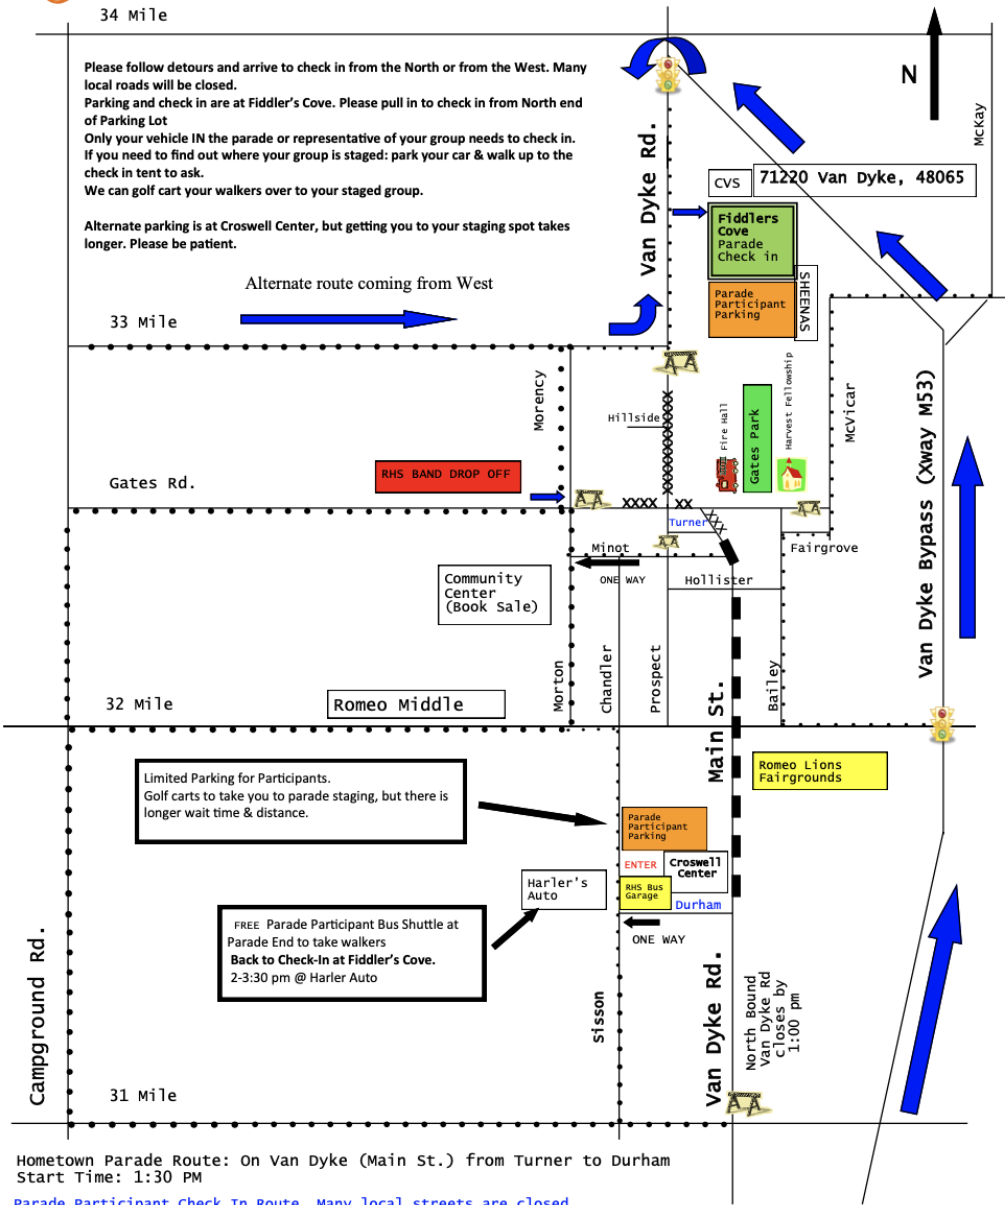 34 Mile
Please follow detours and arrive to check in from the North or from the West. Many
local roads will be closed.
Parking and check in are at Fiddler's Cove. Please pull in to check in from North end
of Parking Lot
Only your vehicle IN the parade or representative of your group needs to check in.
If you need to find out where your group is staged: park your car & walk up to the
check in tent to ask.
We can golf cart your walkers over to your staged group.
Alternate parking is at Croswell Center, but getting you to your staging spot takes
longer. Please be patient.
N
McKay
Van Dyke Rd.
CVS
71220 Van Dyke, 48065
Fiddlers
Cove
Parade
Check in
Parade
Participant
Parking
SHEENAS
Alternate route coming from West
33 Mile
Morency
Hillside
Fire Hall
Gates Park
Harvest Fellowship
McVicar
Van Dyke Bypass (Xway M53)
RHS BAND DROP OFF
Gates Rd.
XXXXXXXXXXXX
XXXX
XX
XXX
Turner
Minot
Fairgrove
ONE WAY
Hollister
Community
Center
(Book Sale)
Morton
Chandler
Prospect
Main St.
Bailey
32 Mile
Romeo Middle
Romeo Lions
Fairgrounds
Limited Parking for Participants.
Golf carts to take you to parade staging, but there is
longer wait time & distance.
Parade
Participant
Parking
ENTER
Croswell
Center
Harler's
Auto
RHS Bus
Garage
Durham
ONE WAY
FREE Parade Participant Bus Shuttle at
Parade End to take walkers
Back to Check-In at Fiddler's Cove.
2-3:30 pm @ Harler Auto
Campground Rd.
Sisson
Van Dyke Rd.
North Bound
Van Dyke Rd
closes by
1:00 pm
31 Mile
Hometown Parade Route: On Van Dyke (Main St.) from Turner to Durham
Start Time: 1:30 PM
Parade Participant Check In Route. Many local streets are closed